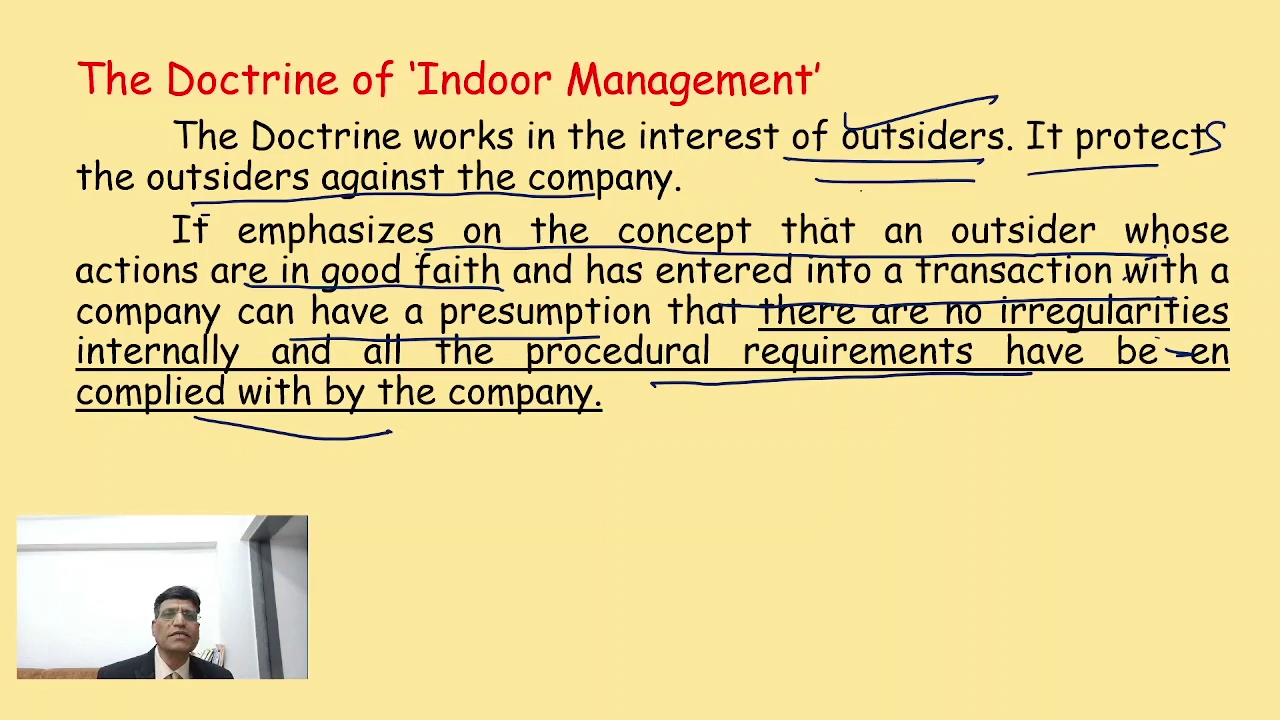 The Doctrine of ‘Indoor Management’
The Doctrine works in the interest of outsiders. It protects
the outsiders against the company.
It emphasizes on the concept that an outsider whose
actions are in good faith and has entered into a transaction with a
company can have a presumption that there are no irregularities
internally and all the procedural requirements have be en
complied with by the company.